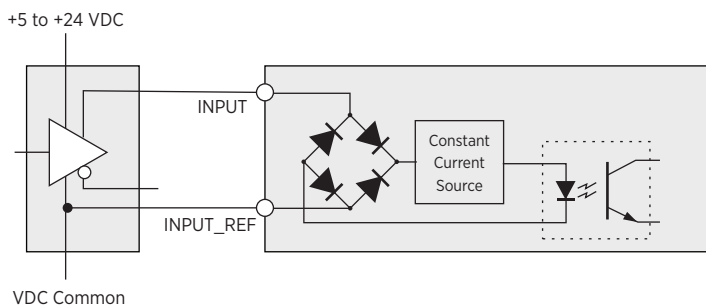 +5 to +24 VDC
INPUT
Constant
Current
Source
INPUT_REF
VDC Common